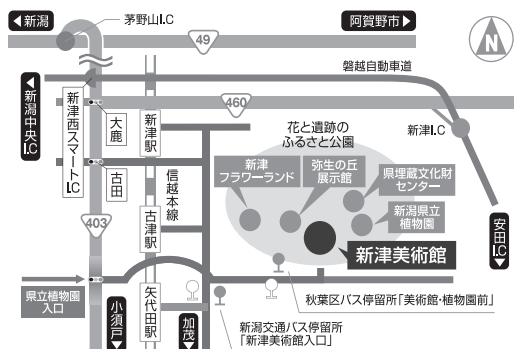 新潟
茅野山I.C
阿賀野市
49
N
磐越自動車道
新潟中央I.C
新津西スマートI.C
大鹿
新津駅
460
新津I.C
花と遺跡の
ふるさと公園
新津
フラワーランド
弥生の丘
展示館
県埋蔵文化財
センター
新潟県立
植物園
古田
信越本線
403
古津駅
新津美術館
安田I.C
県立植物園
入口
小須戸
矢代田駅
加茂
秋葉区バス停留所「美術館・植物園前」
新潟交通バス停留所
「新津美術館入口」